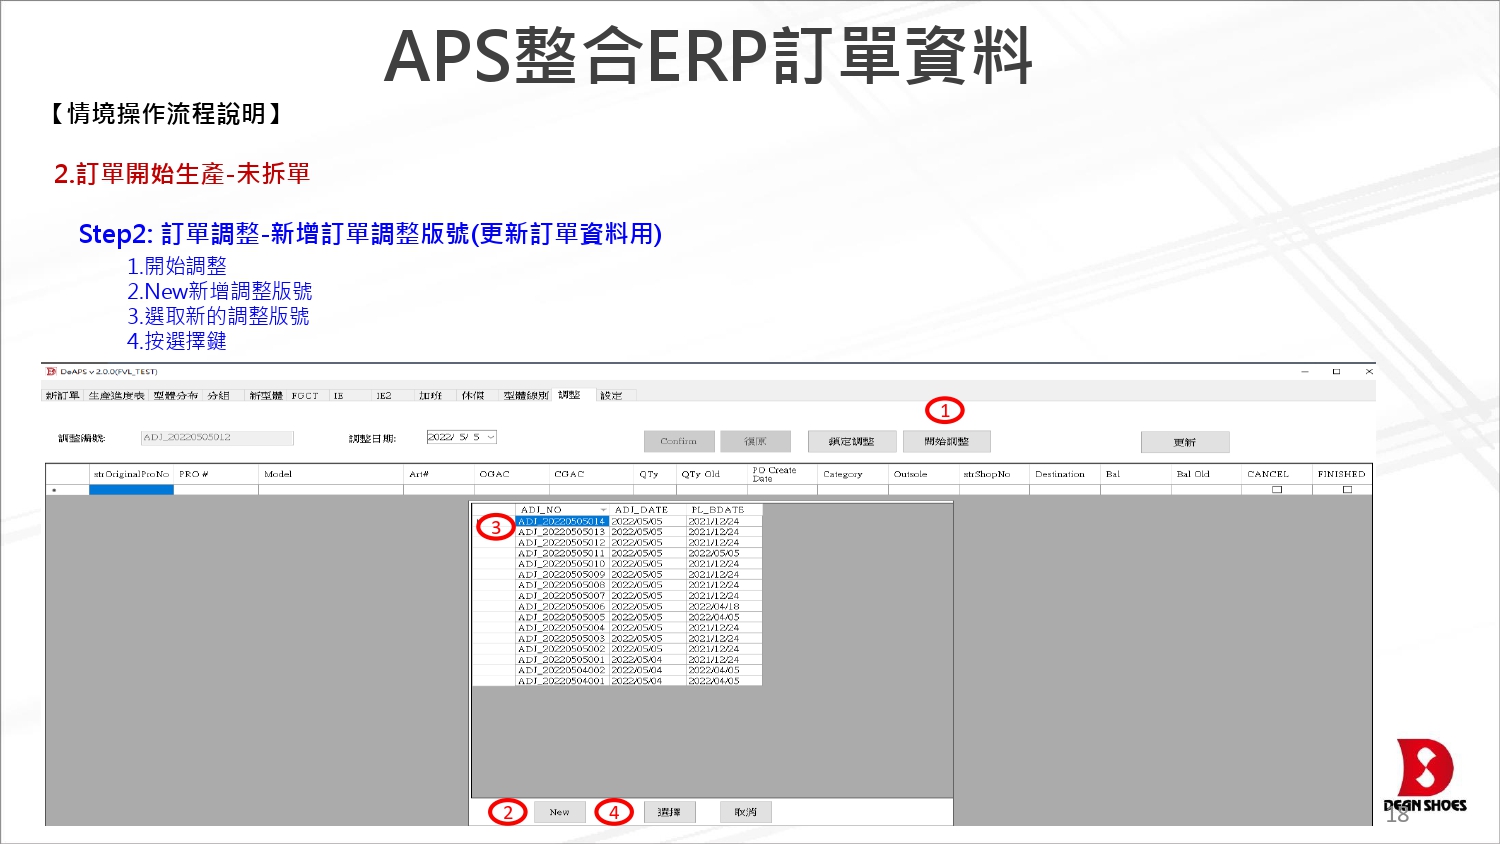 APS整合ERP訂單資料
【情境操作流程說明】
2.訂單開始生產-未拆單
Step2: 訂單調整-新增訂單調整版號(更新訂單資料用)
1.開始調整
2.New新增調整版號
3.選取新的調整版號
4.按選擇鍵
DeAPS v 2.0.0(FVL_TEST)
新訂單 生產進度表 型體分布 分組 新型體 FGCT IE IE2 加班 休假 型體線別 調整 設定
1
調整編號: ADJ_20220505012 調整日期: 2022/ 5/ 5 Confirm 復原 鎖定調整 開始調整 更新
strOriginalProNo PRO # Model Art# OGAC CGAC QTy QTy Old PO Create Date Category Outsole strShopNo Destination Bal Bal Old CANCEL FINISHED
ADJ_NO ADJ_DATE PL_BDATE
3
ADJ_20220505014 2022/05/05 2021/12/24
ADJ_20220505013 2022/05/05 2021/12/24
ADJ_20220505012 2022/05/05 2021/12/24
ADJ_20220505011 2022/05/05 2022/05/05
ADJ_20220505010 2022/05/05 2021/12/24
ADJ_20220505009 2022/05/05 2021/12/24
ADJ_20220505008 2022/05/05 2021/12/24
ADJ_20220505007 2022/05/05 2021/12/24
ADJ_20220505006 2022/05/05 2022/04/18
ADJ_20220505005 2022/05/05 2022/04/05
ADJ_20220505004 2022/05/05 2021/12/24
ADJ_20220505003 2022/05/05 2021/12/24
ADJ_20220505002 2022/05/05 2021/12/24
ADJ_20220505001 2022/05/04 2021/12/24
ADJ_20220504002 2022/05/04 2022/04/05
ADJ_20220504001 2022/05/04 2022/04/05
2 New 4 選擇 取消
DEAN SHOES
18